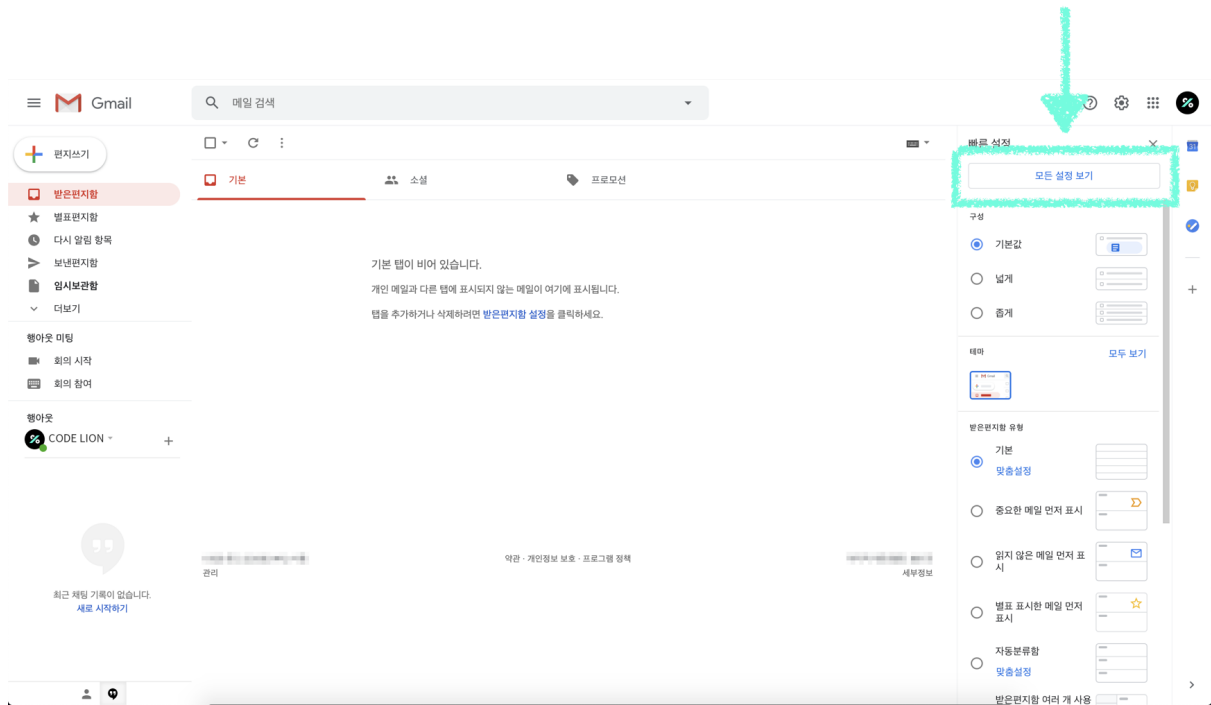 Gmail
메일 검색
편지쓰기
받은편지함
별표편지함
다시 알림 항목
보낸편지함
임시보관함
더보기
행아웃 미팅
회의 시작
회의 참여
행아웃
CODE LION
최근 채팅 기록이 없습니다.
새로 시작하기
기본
소셜
프로모션
기본 탭이 비어 있습니다.
개인 메일과 다른 탭에 표시되지 않는 메일이 여기에 표시됩니다.
탭을 추가하거나 삭제하려면 받은편지함 설정을 클릭하세요.
관리
약관 · 개인정보 보호 · 프로그램 정책
세부정보
빠른 설정
모든 설정 보기
구성
기본값
넓게
좁게
테마
모두 보기
받은편지함 유형
기본
맞춤설정
중요한 메일 먼저 표시
읽지 않은 메일 먼저 표
시
별표 표시한 메일 먼저
표시
자동분류함
맞춤설정
받은편지함 여러 개 사용
31